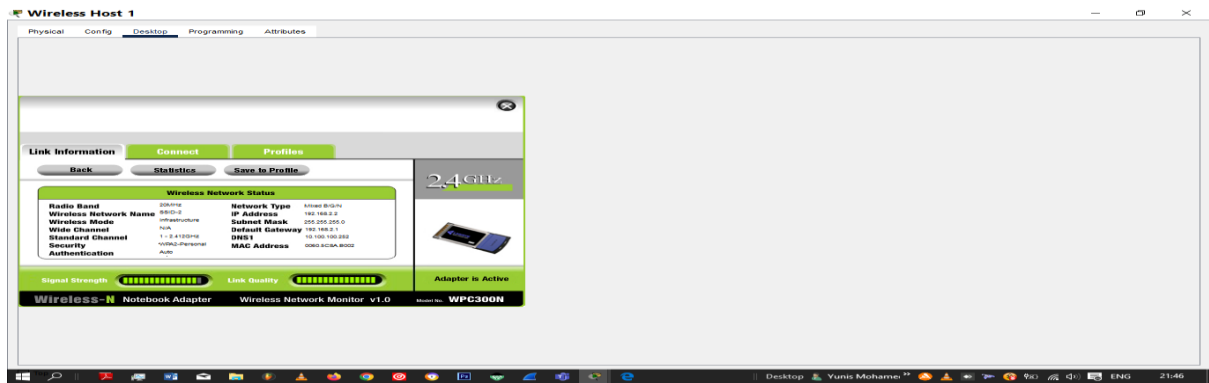 Wireless Host 1
Physical Config Desktop Programming Attributes
Link Information Connect Profiles
Back Statistics Save to Profile
2.4GHz
Wireless Network Status
Radio Band 20MHz Network Type Mixed B/G/N
Wireless Network Name SSID-2 IP Address 192.168.2.2
Wireless Mode Infrastructure Subnet Mask 255.255.255.0
Wide Channel N/A Default Gateway 192.168.2.1
Standard Channel 1 - 2.412GHz DNS1 10.100.100.252
Security WPA2-Personal MAC Address
Authentication Auto
Signal Strength Link Quality Adapter is Active
Wireless-N Notebook Adapter Wireless Network Monitor v1.0 Model No. WPC300N
Desktop Yunis Mohamed ENG 21:46